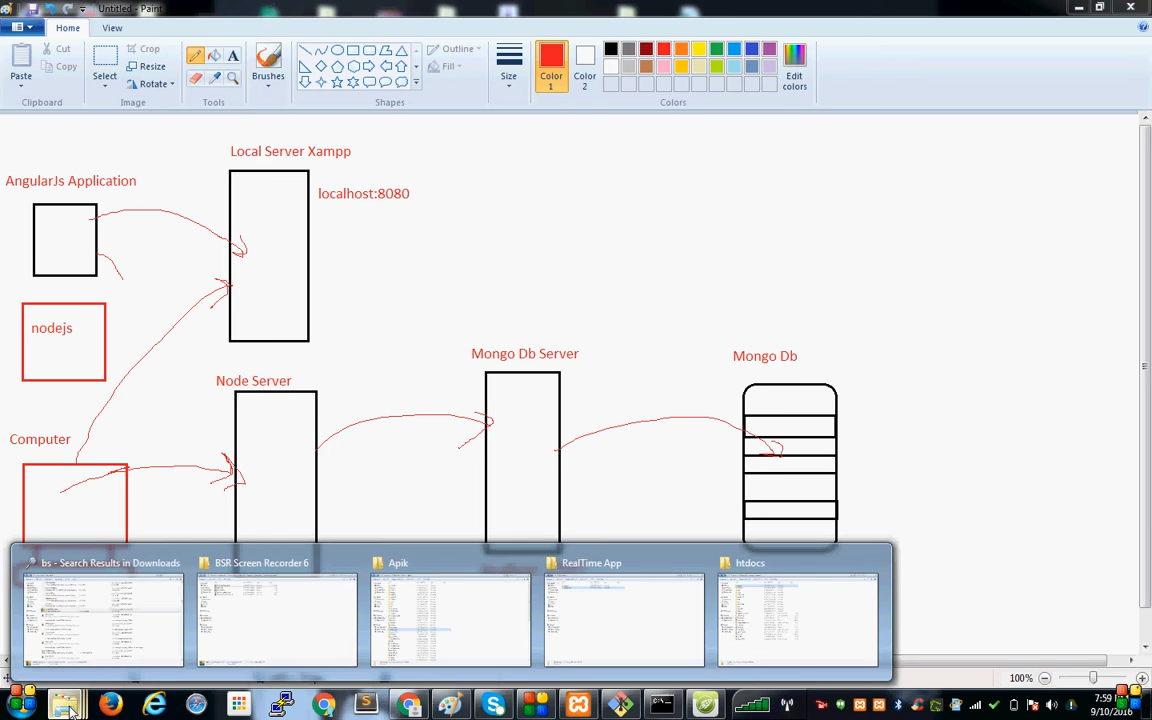 Untitled - Paint
Home
View
Paste
Cut
Copy
Clipboard
Select
Crop
Resize
Rotate
Image
Tools
Brushes
Outline
Fill
Shapes
Size
Color 1
Color 2
Edit colors
Colors
Local Server Xampp
AngularJs Application
localhost:8080
nodejs
Mongo Db Server
Mongo Db
Node Server
Computer
bs - Search Results in Downloads
BSR Screen Recorder 6
Apik
RealTime App
htdocs
100%
7:59
9/10/2016